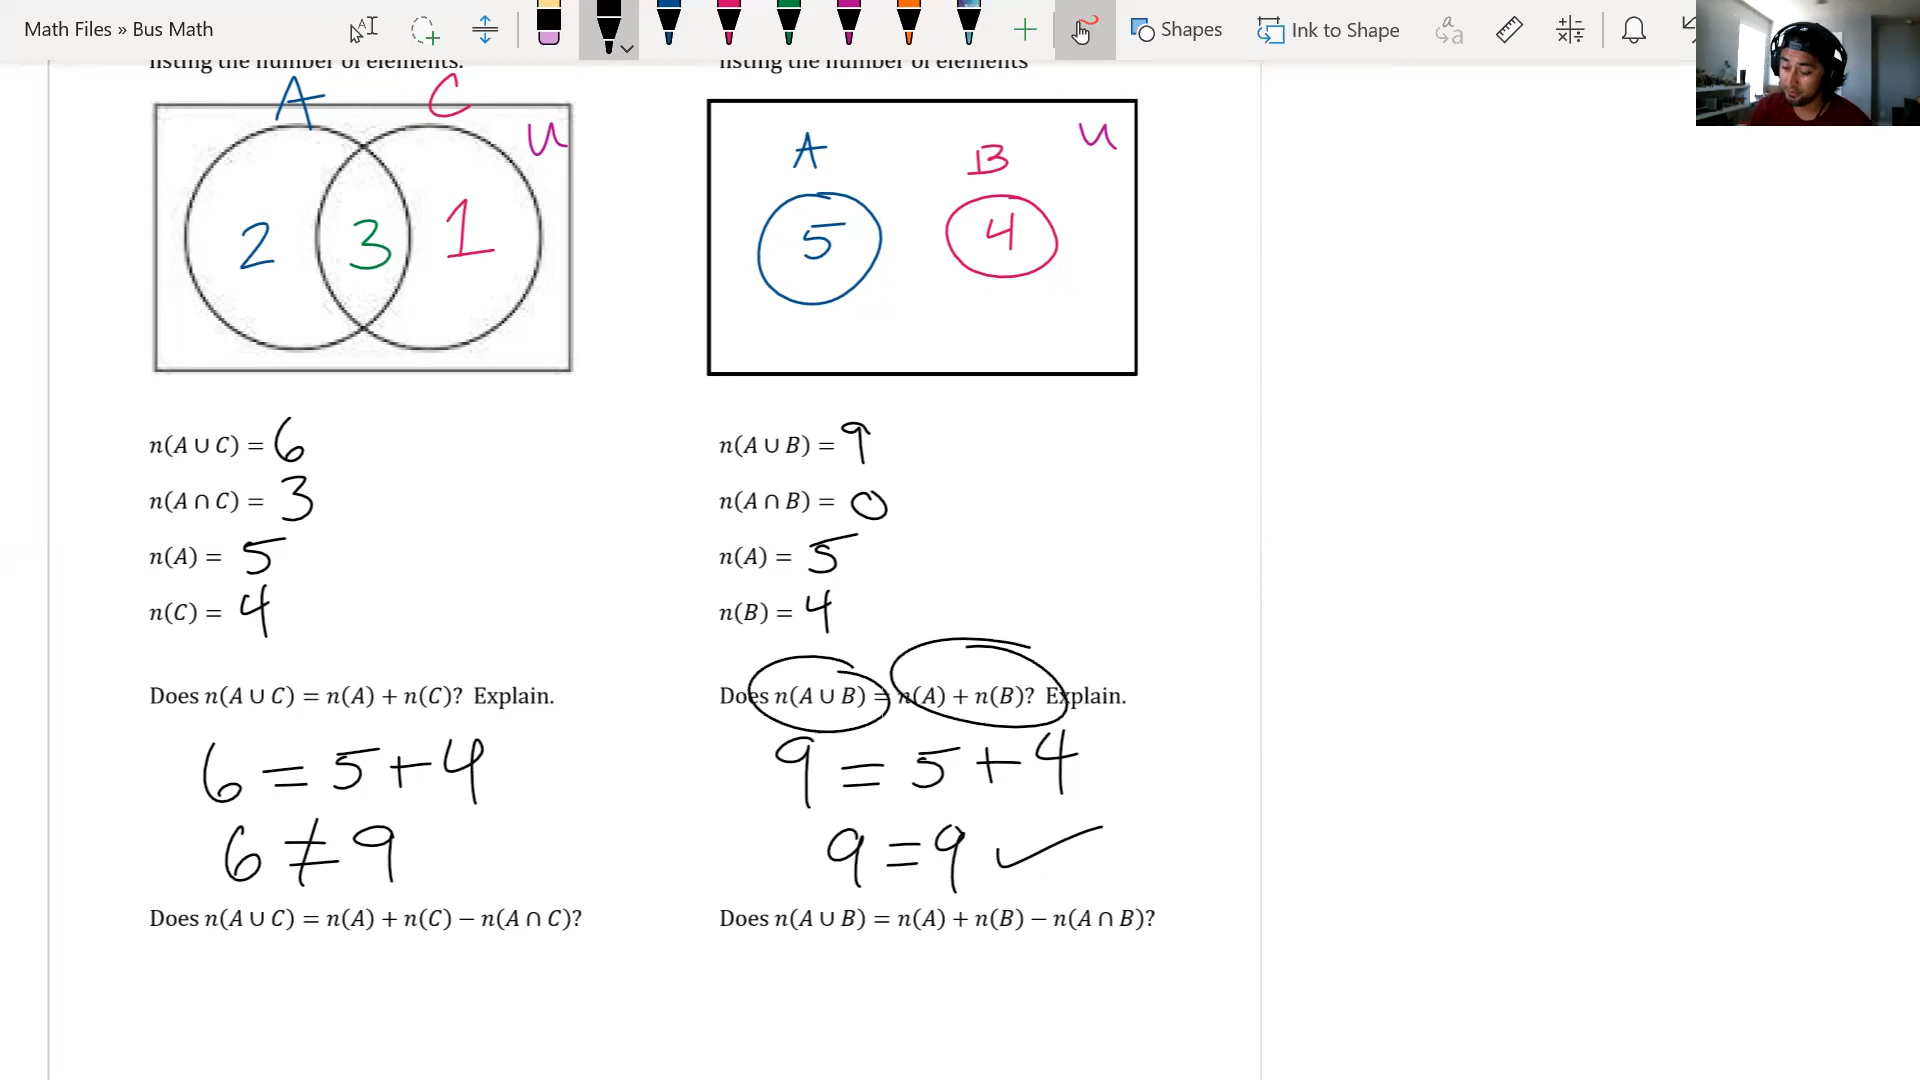 Math Files » Bus Math
Shapes
Ink to Shape
listing the number of elements.
A C U
2 3 1
n(A ∪ C) = 6
n(A ∩ C) = 3
n(A) = 5
n(C) = 4
Does n(A ∪ C) = n(A) + n(C)? Explain.
6 = 5 + 4
6 ≠ 9
Does n(A ∪ C) = n(A) + n(C) − n(A ∩ C)?
listing the number of elements
A B U
5 4
n(A ∪ B) = 9
n(A ∩ B) = 0
n(A) = 5
n(B) = 4
Does n(A ∪ B) = n(A) + n(B)? Explain.
9 = 5 + 4
9 = 9 ✓
Does n(A ∪ B) = n(A) + n(B) − n(A ∩ B)?